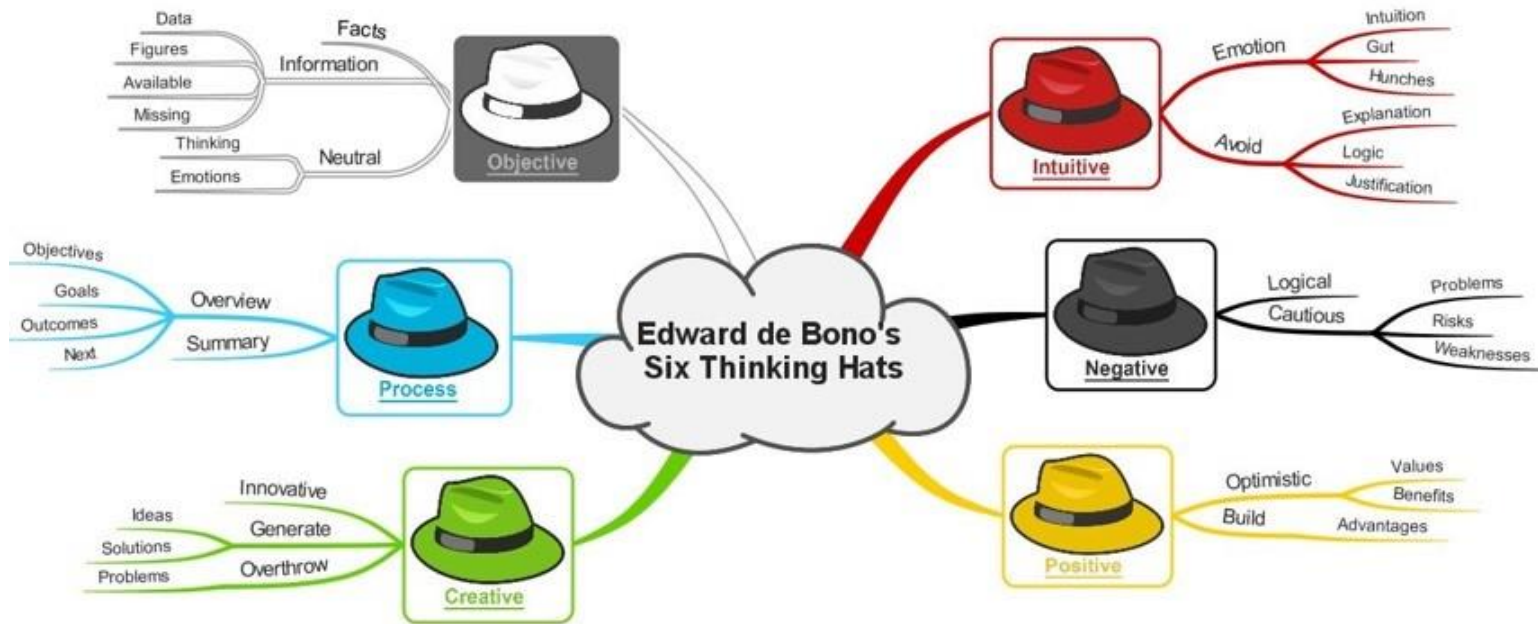 Edward de Bono's
Six Thinking Hats
Objective
Facts
Information
Data
Figures
Available
Missing
Neutral
Thinking
Emotions
Intuitive
Emotion
Intuition
Gut
Hunches
Avoid
Explanation
Logic
Justification
Process
Overview
Objectives
Goals
Outcomes
Next
Summary
Negative
Logical
Cautious
Problems
Risks
Weaknesses
Creative
Innovative
Generate
Ideas
Solutions
Overthrow
Problems
Positive
Optimistic
Values
Benefits
Build
Advantages